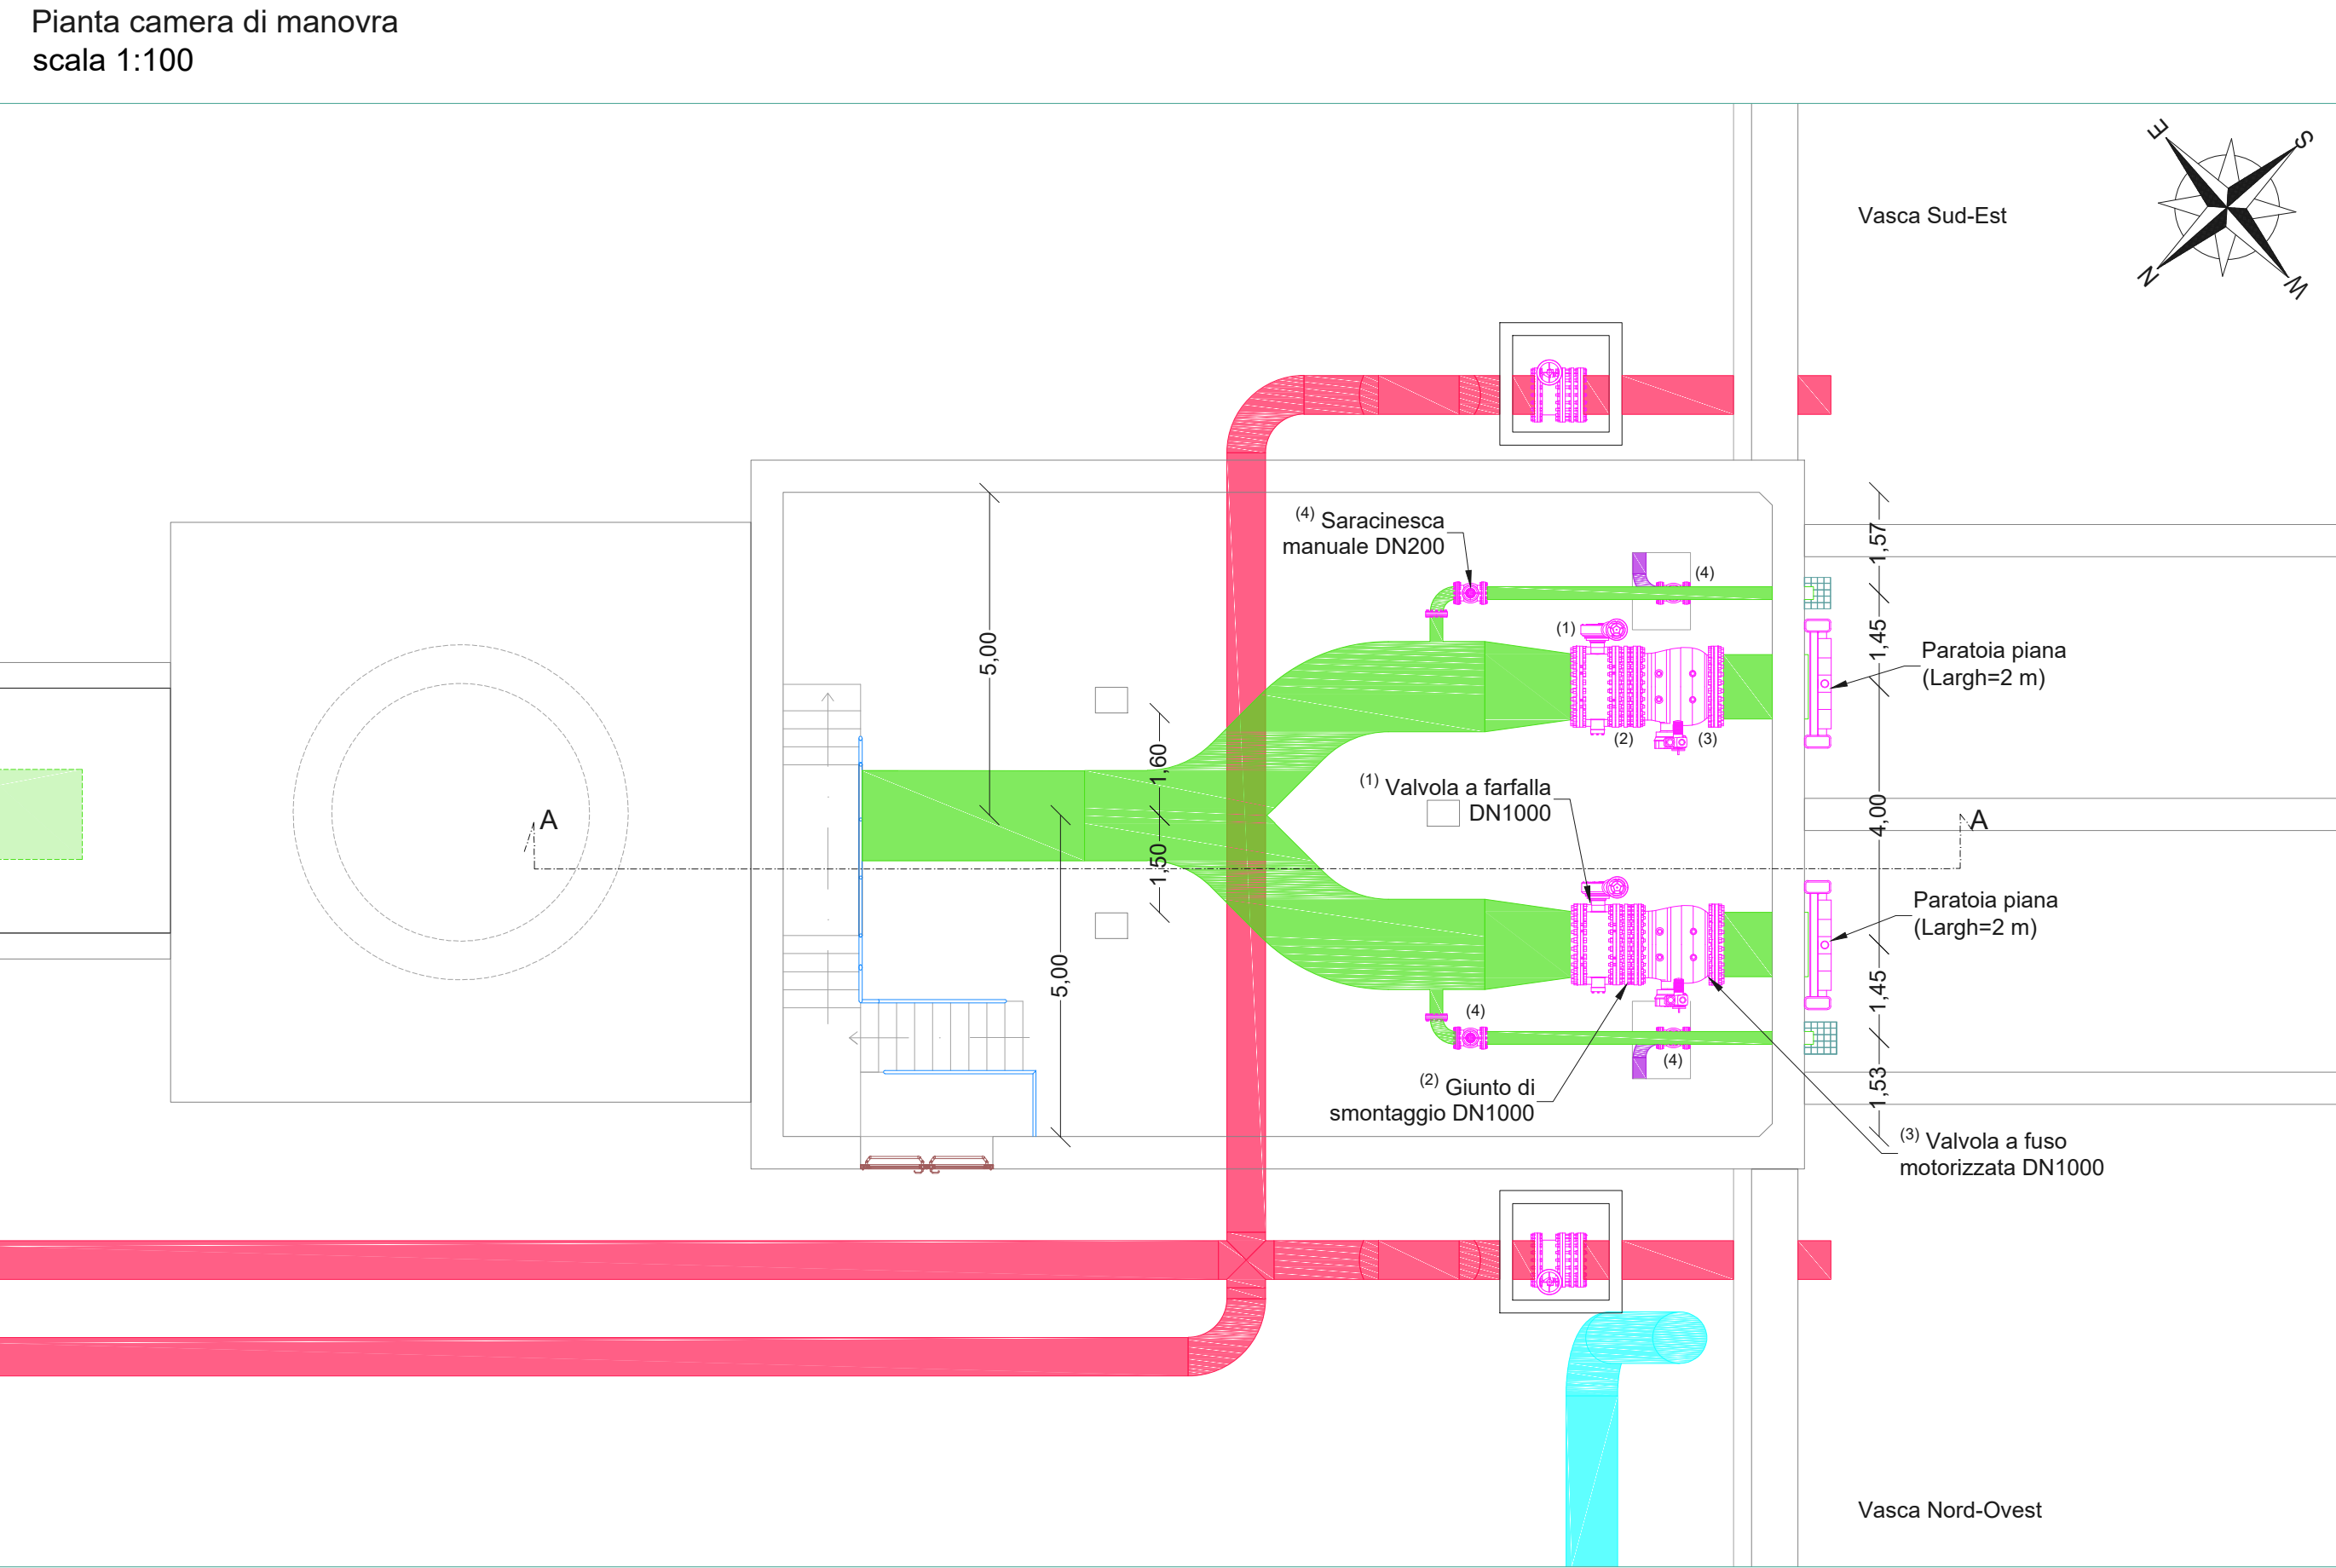 Pianta camera di manovra
scala 1:100
E
S
N
W
Vasca Sud-Est
(4) Saracinesca
manuale DN200
(4)
1,57
(1)
5,00
1,45
Paratoia piana
(Largh=2 m)
(2)
(3)
1,60
(1) Valvola a farfalla
DN1000
A
4,00
A
1,50
Paratoia piana
(Largh=2 m)
5,00
1,45
(4)
(4)
(2) Giunto di
smontaggio DN1000
1,53
(3) Valvola a fuso
motorizzata DN1000
Vasca Nord-Ovest